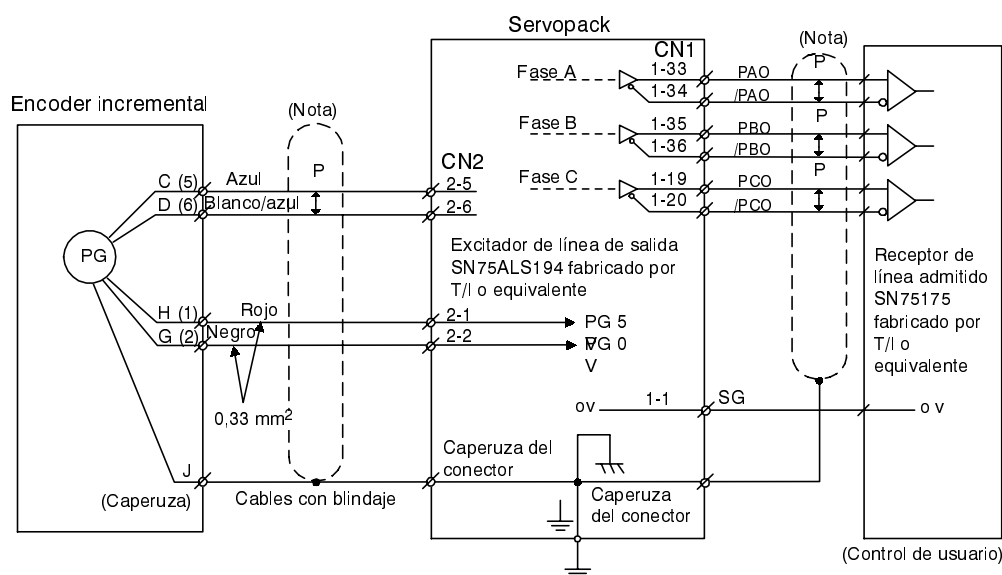 Servopack
Encoder incremental
(Nota)
CN1
(Nota)
Fase A
1-33
PAO
P
1-34
/PAO
Fase B
1-35
PBO
P
1-36
/PBO
Fase C
1-19
PCO
P
1-20
/PCO
CN2
C (5)
Azul
P
2-5
D (6)
Blanco/azul
2-6
PG
Excitador de línea de salida
SN75ALS194 fabricado por
T/I o equivalente
Receptor de
línea admitido
SN75175
fabricado por
T/I o
equivalente
H (1)
Rojo
2-1
PG 5
V
G (2)
Negro
2-2
PG 0
V
0,33 mm2
ov
1-1
SG
o v
J
(Caperuza)
Cables con blindaje
Caperuza del
conector
Caperuza
del conector
(Control de usuario)